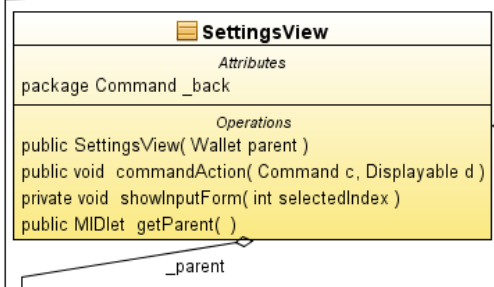 SettingsView
Attributes
package Command _back
Operations
public SettingsView( Wallet parent )
public void commandAction( Command c, Displayable d )
private void showInputForm( int selectedIndex )
public MIDlet getParent( )
_parent